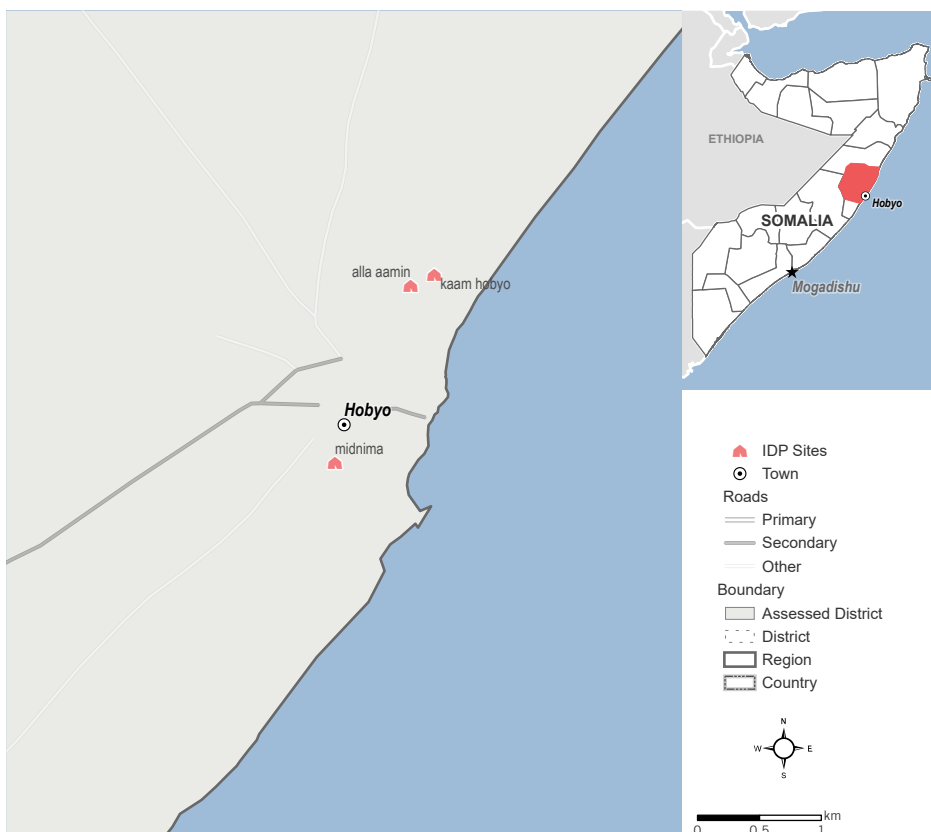 alla aamin
kaam hobyo
Hobyo
midnima
ETHIOPIA
SOMALIA
Hobyo
Mogadishu
IDP Sites
Town
Roads
Primary
Secondary
Other
Boundary
Assessed District
District
Region
Country
N
W E
S
km
0 0.5 1